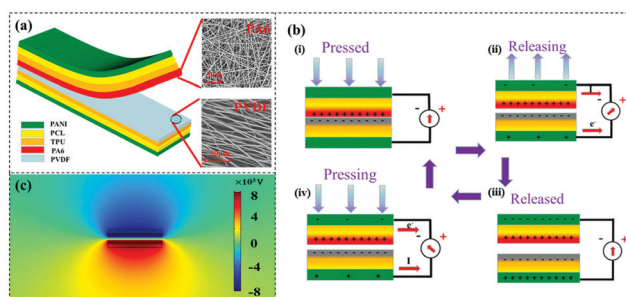 (a)
PA6
PVDF
PANI
PCL
TPU
PA6
PVDF
(b)
(i)
Pressed
- +
(ii)
Releasing
I
- +
e-
(iv)
Pressing
e-
- +
I
(iii)
Released
- +
(c)
×10³V
8
4
0
-4
-8